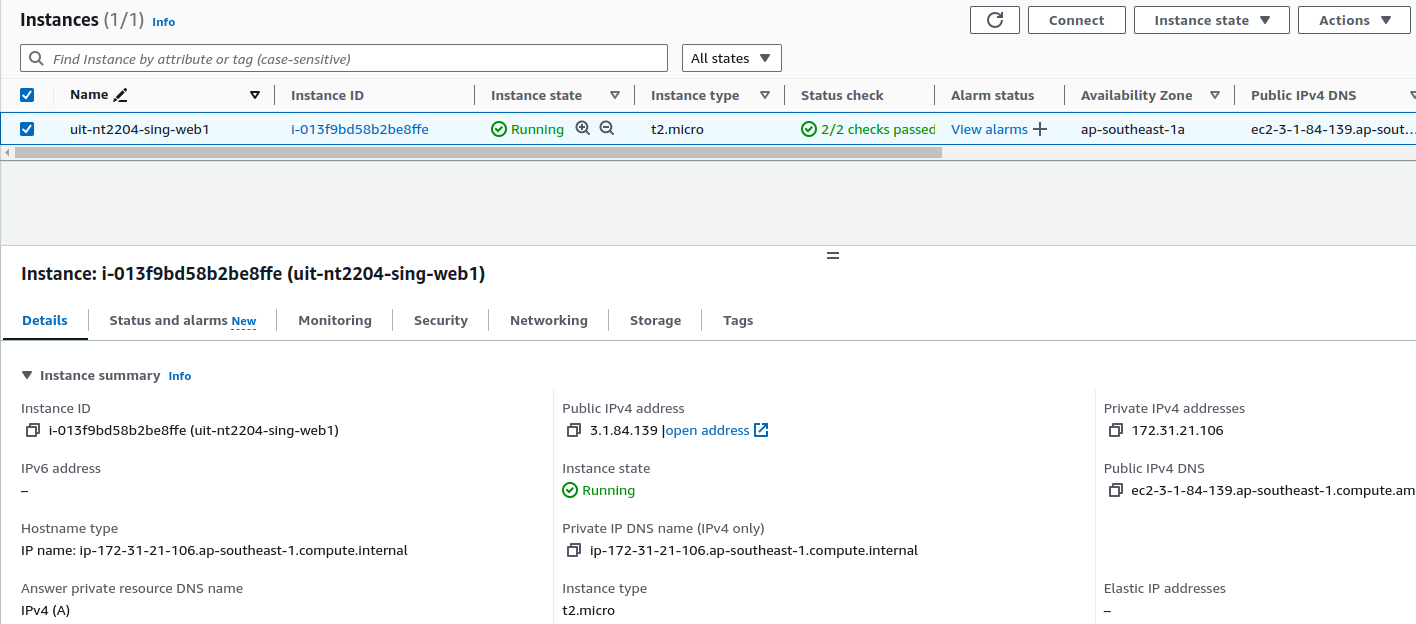 Instances (1/1) Info
Connect Instance state Actions
Find Instance by attribute or tag (case-sensitive) All states
Name Instance ID Instance state Instance type Status check Alarm status Availability Zone Public IPv4 DNS
uit-nt2204-sing-web1 i-013f9bd58b2be8ffe Running t2.micro 2/2 checks passed View alarms ap-southeast-1a ec2-3-1-84-139.ap-sout...
Instance: i-013f9bd58b2be8ffe (uit-nt2204-sing-web1)
Details Status and alarms New Monitoring Security Networking Storage Tags
Instance summary Info
Instance ID Public IPv4 address Private IPv4 addresses
i-013f9bd58b2be8ffe (uit-nt2204-sing-web1) 3.1.84.139 |open address 172.31.21.106
IPv6 address Instance state Public IPv4 DNS
– Running ec2-3-1-84-139.ap-southeast-1.compute.am
Hostname type Private IP DNS name (IPv4 only)
IP name: ip-172-31-21-106.ap-southeast-1.compute.internal ip-172-31-21-106.ap-southeast-1.compute.internal
Answer private resource DNS name Instance type Elastic IP addresses
IPv4 (A) t2.micro –